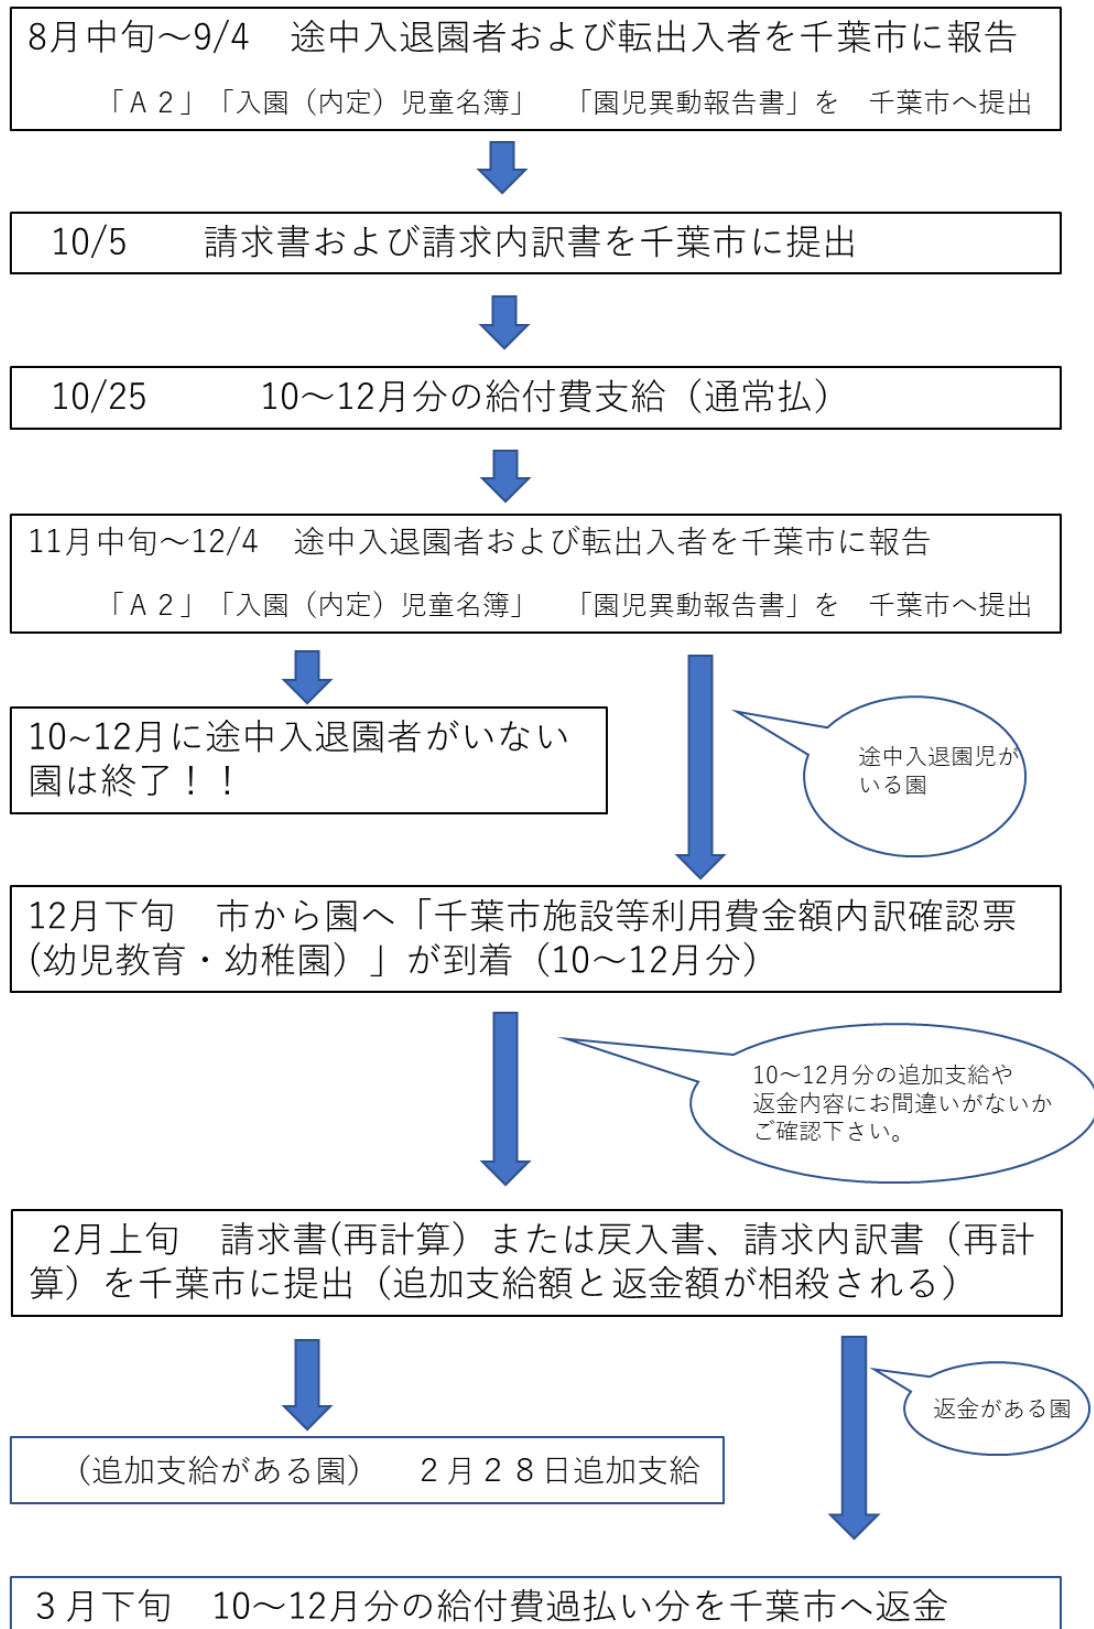 8月中旬～9/4　途中入退園者および転出入者を千葉市に報告
「Ａ２」「入園（内定）児童名簿」　「園児異動報告書」を　千葉市へ提出
10/5　　請求書および請求内訳書を千葉市に提出
10/25　　　10～12月分の給付費支給（通常払）
11月中旬～12/4　途中入退園者および転出入者を千葉市に報告
「Ａ２」「入園（内定）児童名簿」　「園児異動報告書」を　千葉市へ提出
10~12月に途中入退園者がいない
園は終了！！
途中入退園児が
いる園
12月下旬　市から園へ「千葉市施設等利用費金額内訳確認票
(幼児教育・幼稚園）」が到着（10～12月分）
10～12月分の追加支給や
返金内容にお間違いがないか
ご確認下さい。
2月上旬　請求書(再計算）または戻入書、請求内訳書（再計
算）を千葉市に提出（追加支給額と返金額が相殺される）
返金がある園
（追加支給がある園）　２月２８日追加支給
３月下旬　10～12月分の給付費過払い分を千葉市へ返金